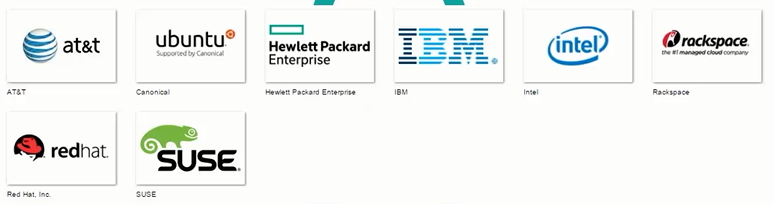 at&t
ubuntu
Supported by Canonical
Hewlett Packard
Enterprise
IBM
intel
rackspace
the #1 managed cloud company
AT&T
Canonical
Hewlett Packard Enterprise
IBM
Intel
Rackspace
redhat.
SUSE
Red Hat, Inc.
SUSE